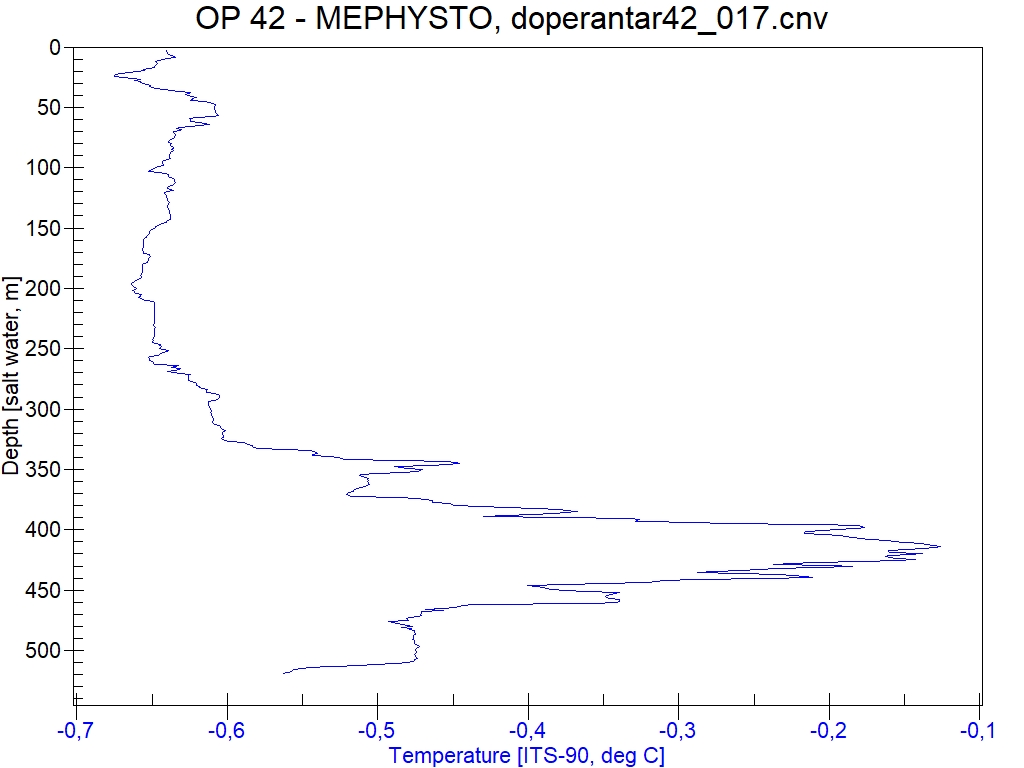 OP 42 - MEPHYSTO, doperantar42_017.cnv
0
50
100
150
200
250
300
350
400
450
500
Depth [salt water, m]
-0,7 -0,6 -0,5 -0,4 -0,3 -0,2 -0,1
Temperature [ITS-90, deg C]